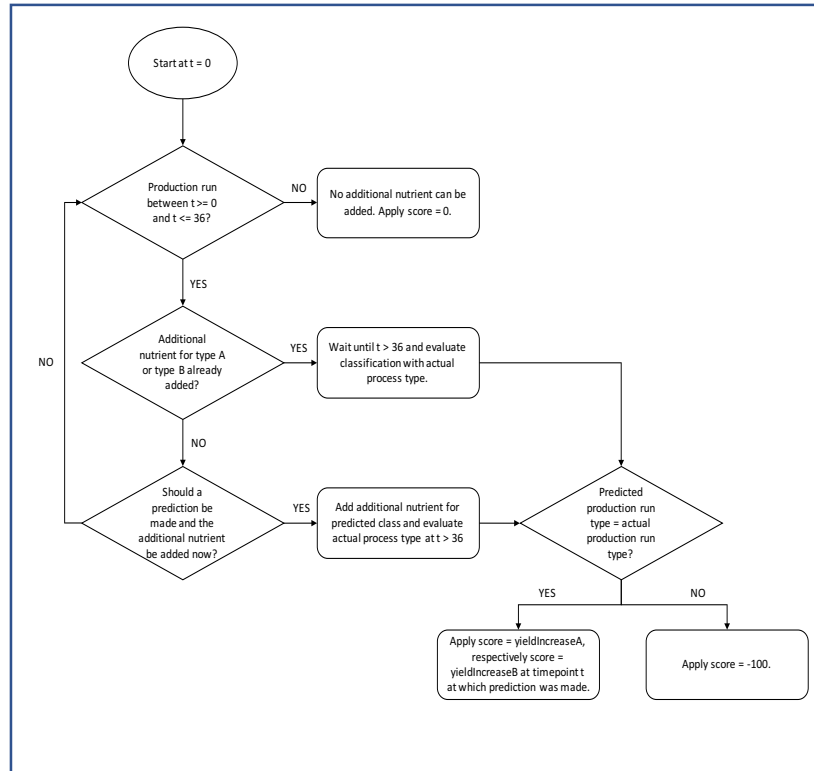 Start at t = 0
Production run
between t >= 0
and t <= 36?
NO
No additional nutrient can be
added. Apply score = 0.
YES
Additional
nutrient for type A
or type B already
added?
YES
Wait until t > 36 and evaluate
classification with actual
process type.
NO
NO
Should a
prediction be
made and the
additional nutrient
be added now?
YES
Add additional nutrient for
predicted class and evaluate
actual process type at t > 36
Predicted
production run
type = actual
production run
type?
YES
NO
Apply score = yieldIncreaseA,
respectively score =
yieldIncreaseB at timepoint t
at which prediction was made.
Apply score = -100.